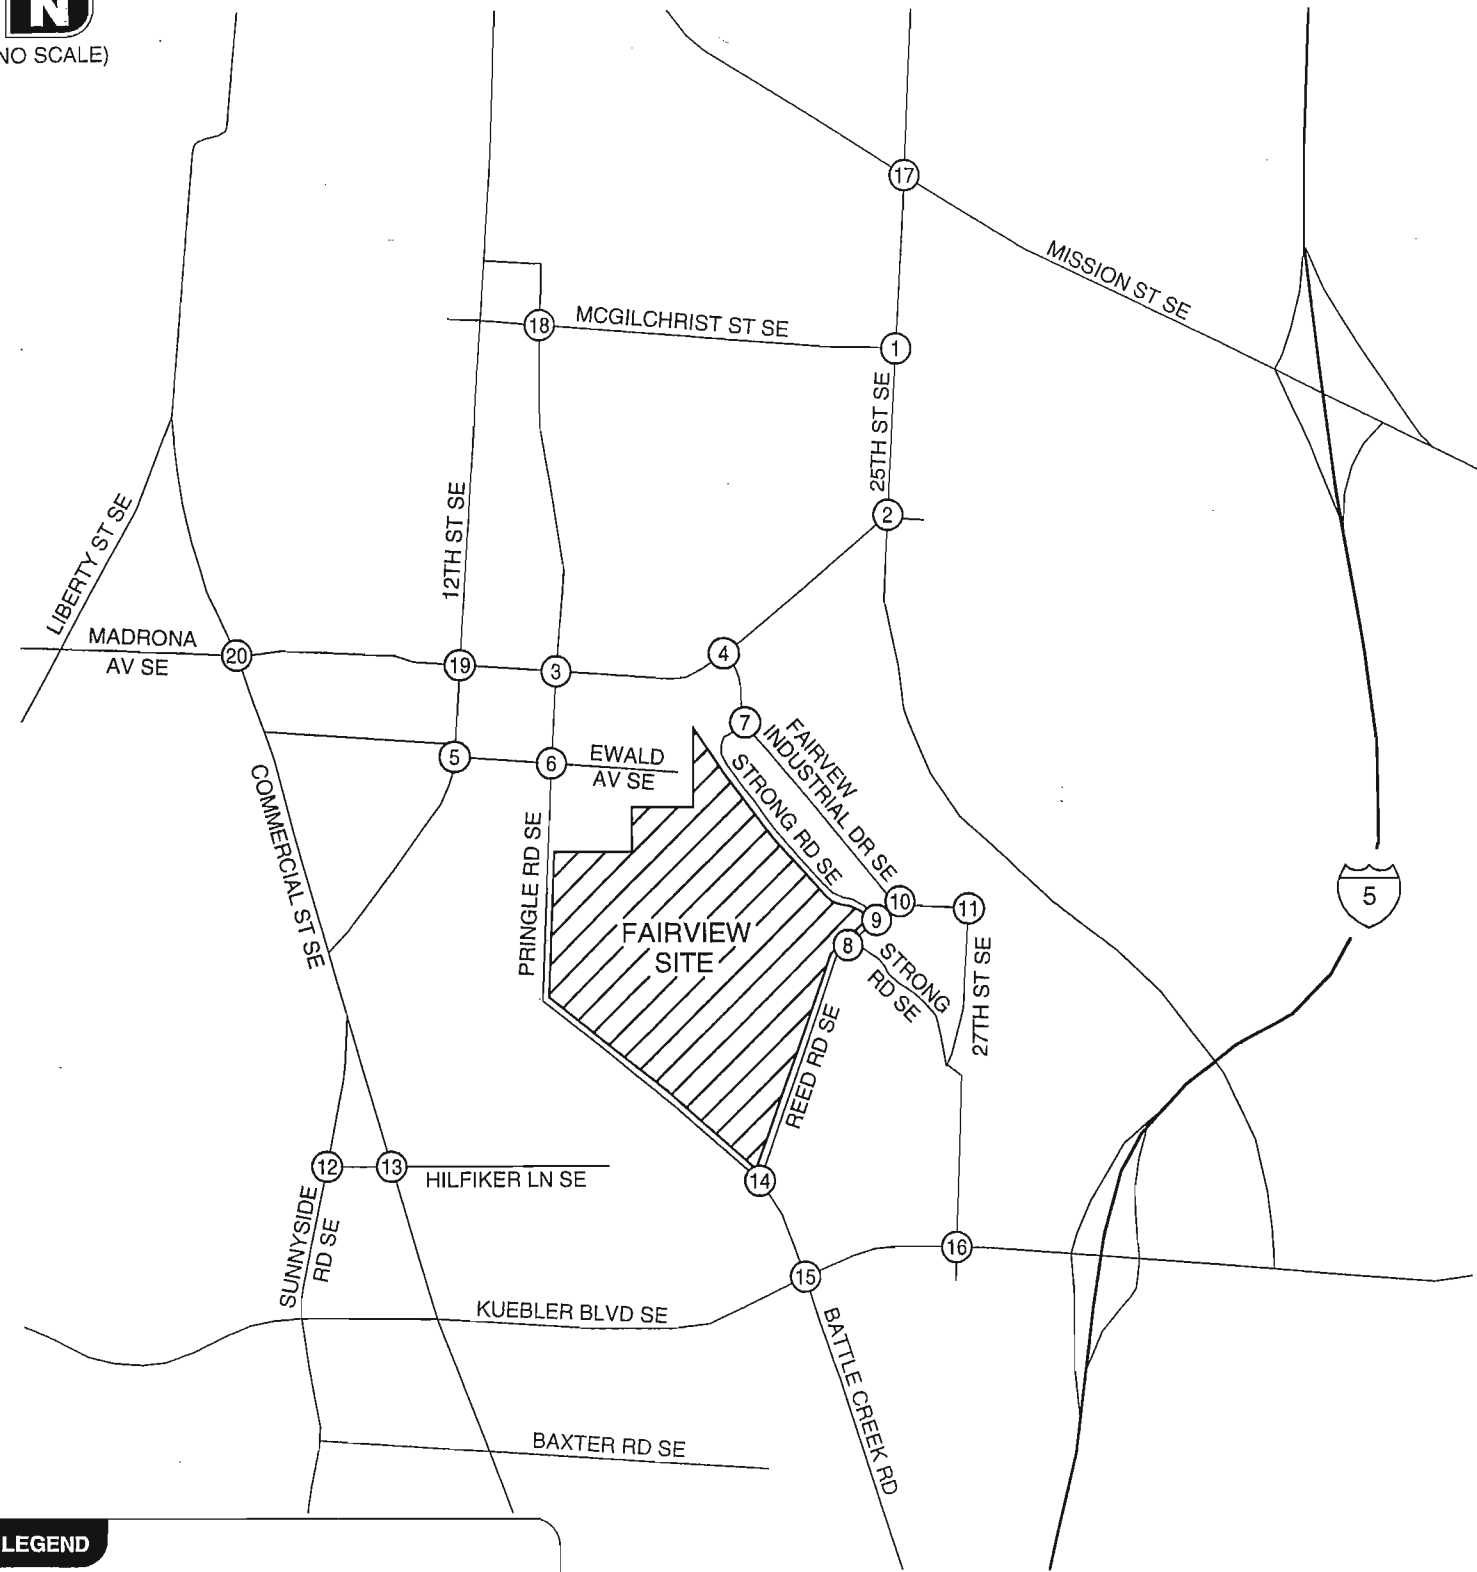 N
NO SCALE)
17
MISSION ST SE
18
MCGILCHRIST ST SE
1
25TH ST SE
2
12TH ST SE
LIBERTY ST SE
MADRONA
AV SE
20
19
3
4
7
5
6
EWALD
AV SE
FAIRVEW
INDUSTRIAL DR SE
STRONG RD SE
COMMERCIAL ST SE
PRINGLE RD SE
FAIRVIEW
SITE
10
11
9
8
STRONG
RD SE
27TH ST SE
5
REED RD SE
12
13
HILFIKER LN SE
14
SUNNYSIDE
RD SE
16
15
KUEBLER BLVD SE
BATTLE CREEK RD
BAXTER RD SE
LEGEND